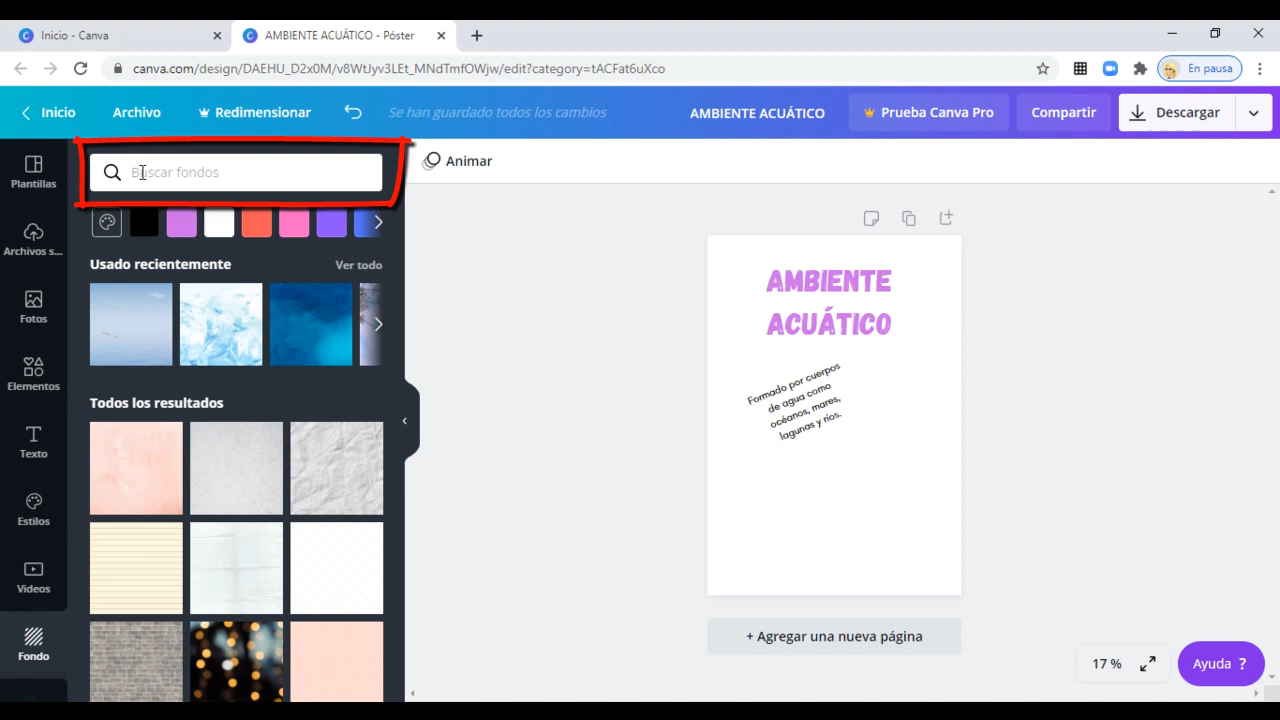 Inicio - Canva
AMBIENTE ACUÁTICO - Póster
canva.com/design/DAEHU_D2x0M/v8WtJyv3LEt_MNdTmfOWjw/edit?category=tACFat6uXco
En pausa
Inicio
Archivo
Redimensionar
Se han guardado todos los cambios
AMBIENTE ACUÁTICO
Prueba Canva Pro
Compartir
Descargar
Plantillas
Archivos s...
Fotos
Elementos
Texto
Estilos
Videos
Fondo
Buscar fondos
Usado recientemente
Ver todo
Todos los resultados
Animar
AMBIENTE
ACUÁTICO
Formado por cuerpos
de agua como
océanos, mares,
lagunas y ríos.
+ Agregar una nueva página
17 %
Ayuda ?